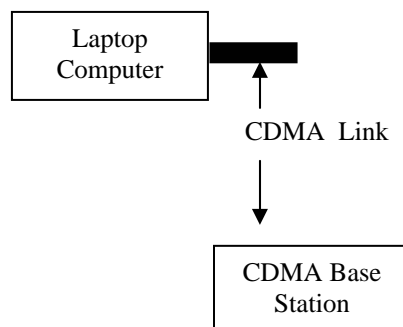 Laptop
Computer
CDMA Link
CDMA Base
Station